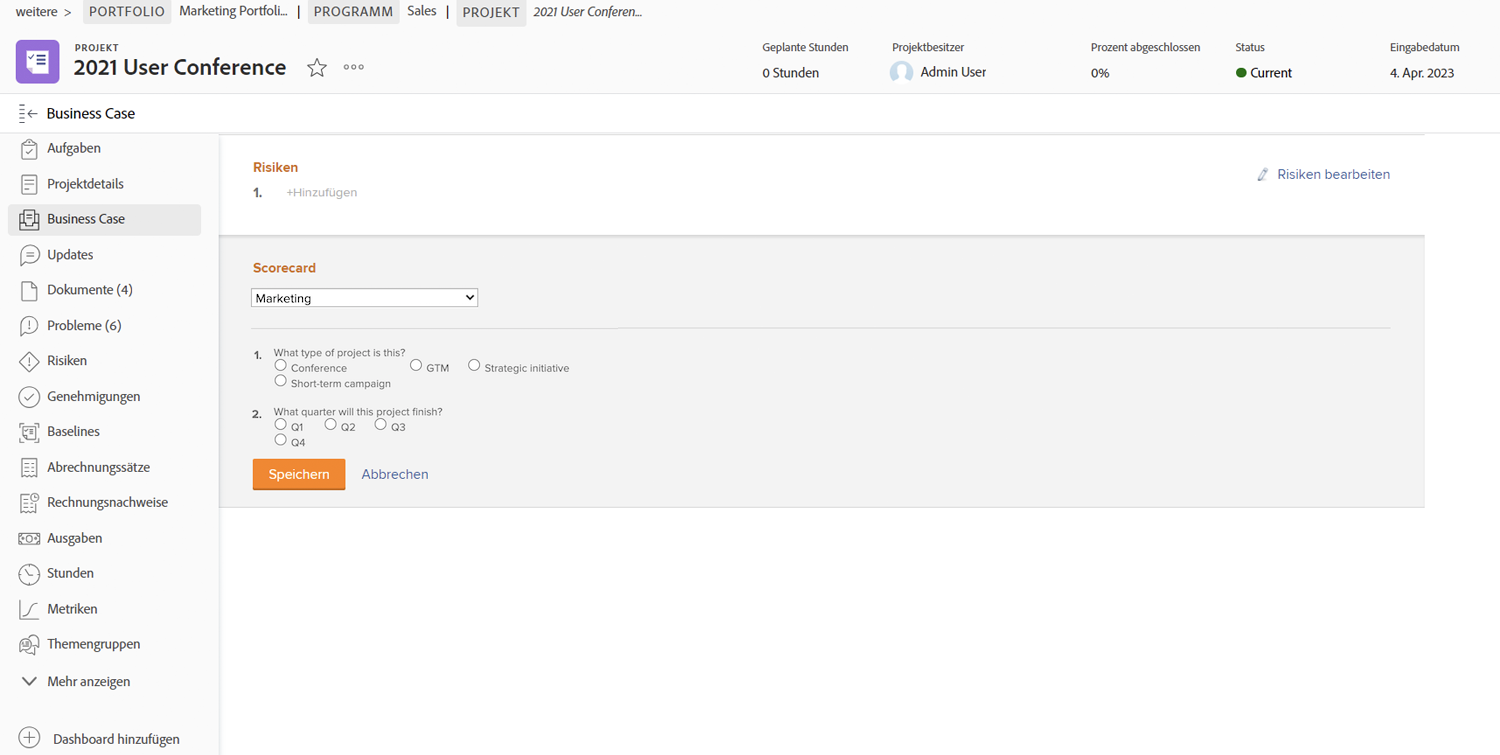 weitere > PORTFOLIO Marketing Portfoli... | PROGRAMM Sales | PROJEKT 2021 User Conferen...
PROJEKT
2021 User Conference
Geplante Stunden Projektbesitzer Prozent abgeschlossen Status Eingabedatum
0 Stunden Admin User 0% Current 4. Apr. 2023
Business Case
Aufgaben
Projektdetails
Business Case
Updates
Dokumente (4)
Probleme (6)
Risiken
Genehmigungen
Baselines
Abrechnungssätze
Rechnungsnachweise
Ausgaben
Stunden
Metriken
Themengruppen
Mehr anzeigen
Dashboard hinzufügen
Risiken
Risiken bearbeiten
1. +Hinzufügen
Scorecard
Marketing
1. What type of project is this?
Conference GTM Strategic initiative
Short-term campaign
2. What quarter will this project finish?
Q1 Q2 Q3
Q4
Speichern Abbrechen